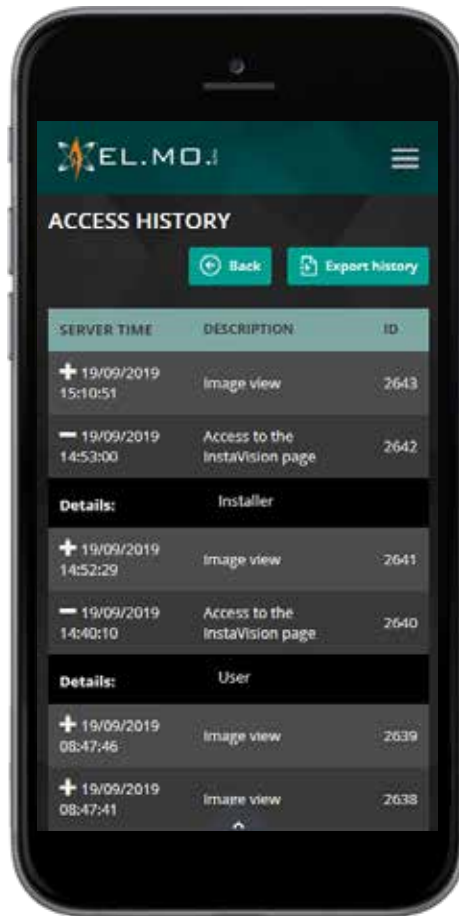 EL.MO.
ACCESS HISTORY
Back
Export history
SERVER TIME DESCRIPTION ID
+ 19/09/2019
15:10:51 Image view 2643
− 19/09/2019 Access to the
14:53:00 InstaVision page 2642
Details: Installer
+ 19/09/2019
14:52:29 Image view 2641
− 19/09/2019 Access to the
14:40:10 InstaVision page 2640
Details: User
+ 19/09/2019
08:47:46 Image view 2639
+ 19/09/2019
08:47:41 Image view 2638